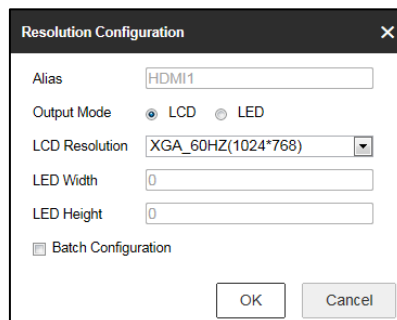 Resolution Configuration
Alias HDMI1
Output Mode LCD LED
LCD Resolution XGA_60HZ(1024*768)
LED Width 0
LED Height 0
Batch Configuration
OK Cancel